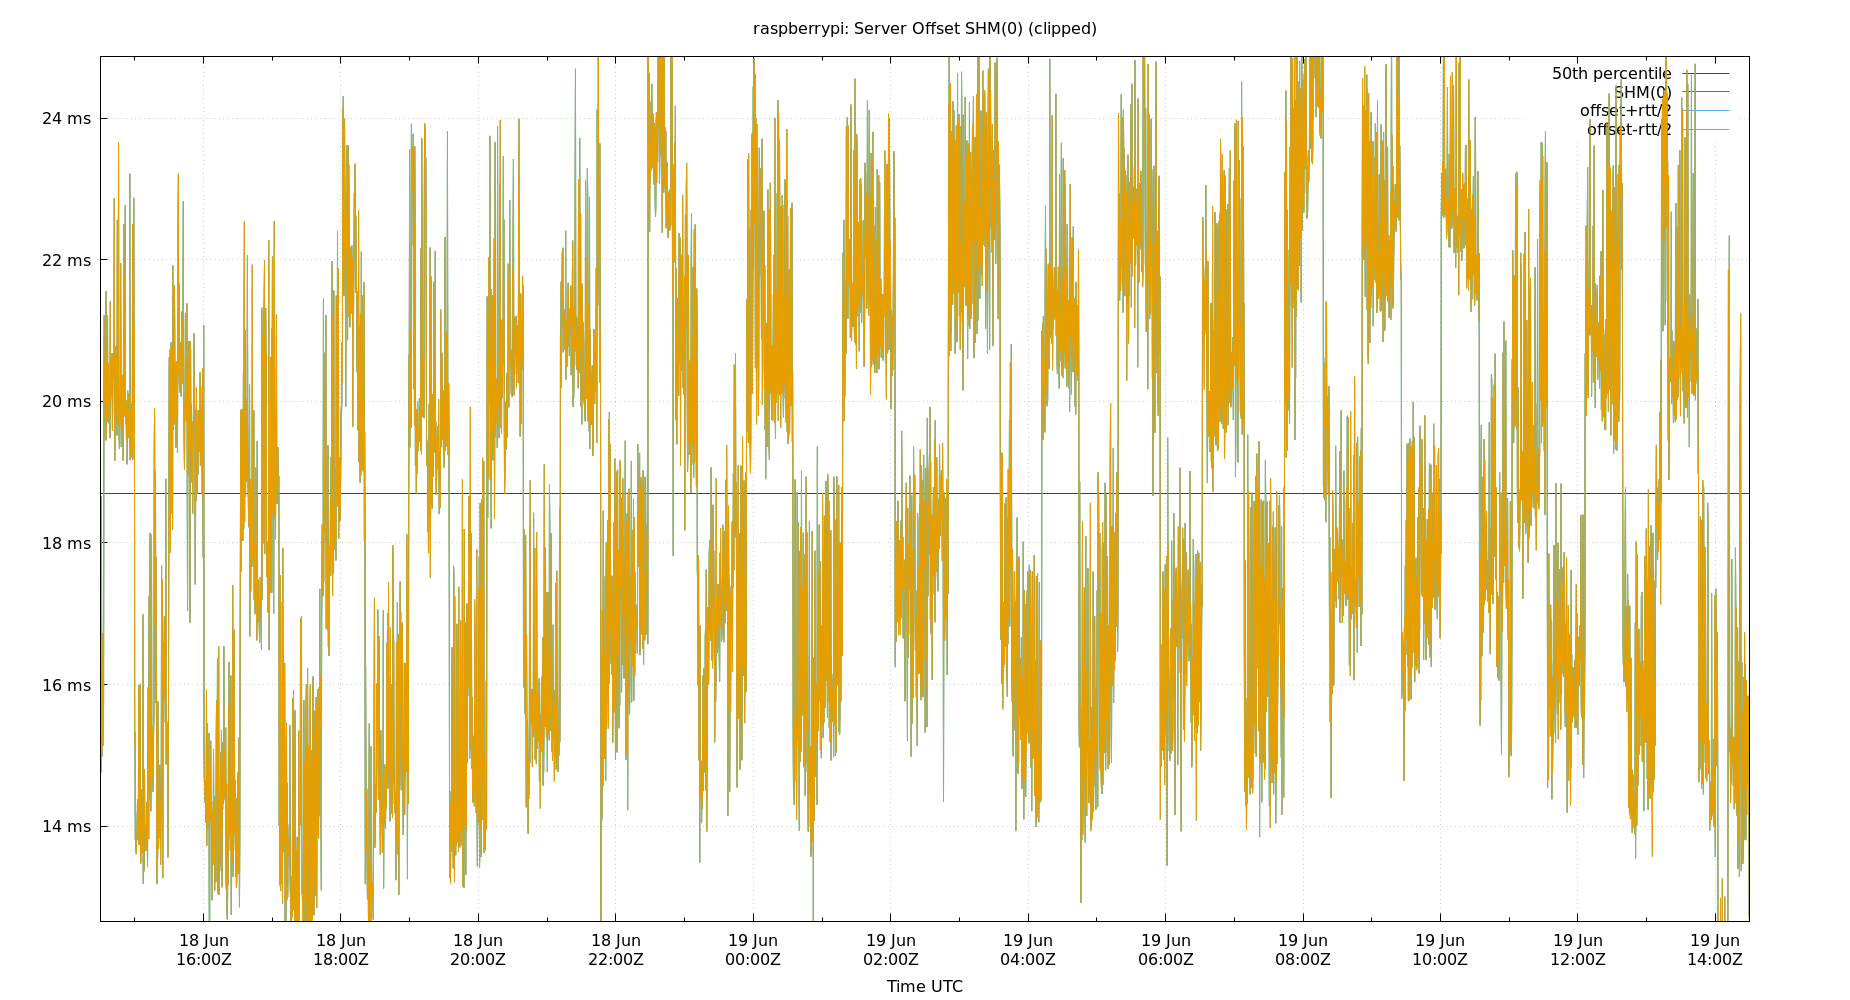 raspberrypi: Server Offset SHM(0) (clipped)
50th percentile
SHM(0)
offset+rtt/2
offset-rtt/2
24 ms
22 ms
20 ms
18 ms
16 ms
14 ms
18 Jun 18 Jun 18 Jun 18 Jun 19 Jun 19 Jun 19 Jun 19 Jun 19 Jun 19 Jun 19 Jun 19 Jun
16:00Z 18:00Z 20:00Z 22:00Z 00:00Z 02:00Z 04:00Z 06:00Z 08:00Z 10:00Z 12:00Z 14:00Z
Time UTC